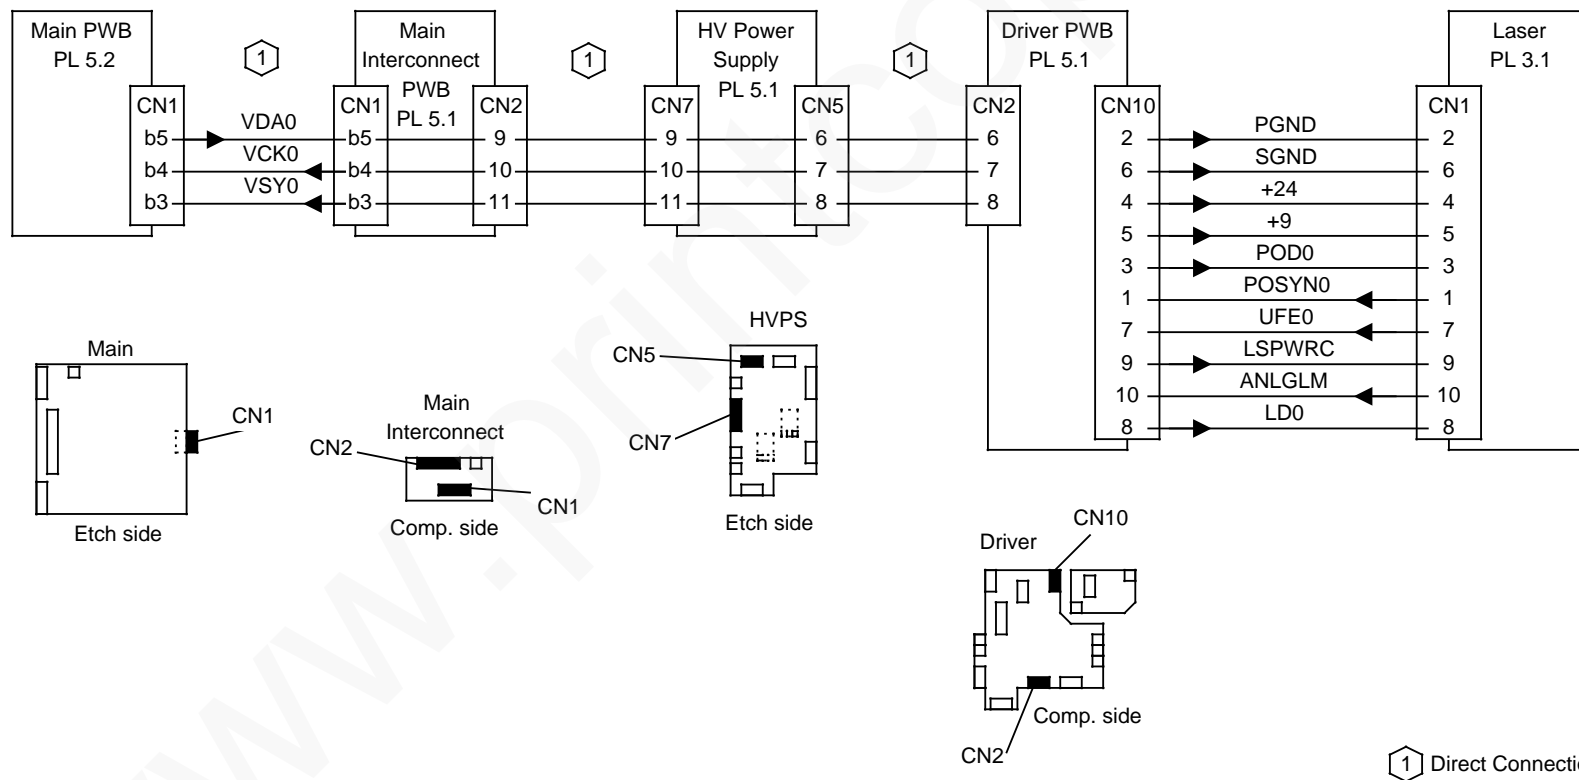 Main PWB
PL 5.2
1
Main
Interconnect
PWB
PL 5.1
1
HV Power
Supply
PL 5.1
1
Driver PWB
PL 5.1
Laser
PL 3.1
CN1
CN1
CN2
CN7
CN5
CN2
CN10
CN1
b5
VDA0
b5
9
9
6
6
b4
VCK0
b4
10
10
7
7
b3
VSY0
b3
11
11
8
8
2
PGND
2
6
SGND
6
4
+24
4
5
+9
5
3
POD0
3
1
POSYN0
1
7
UFE0
7
9
LSPWRC
9
10
ANLGLM
10
8
LD0
8
Main
CN1
Etch side
Main
Interconnect
CN2
CN1
Comp. side
HVPS
CN5
CN7
Etch side
Driver
CN10
Comp. side
CN2
1 Direct Connectio
www.printcop